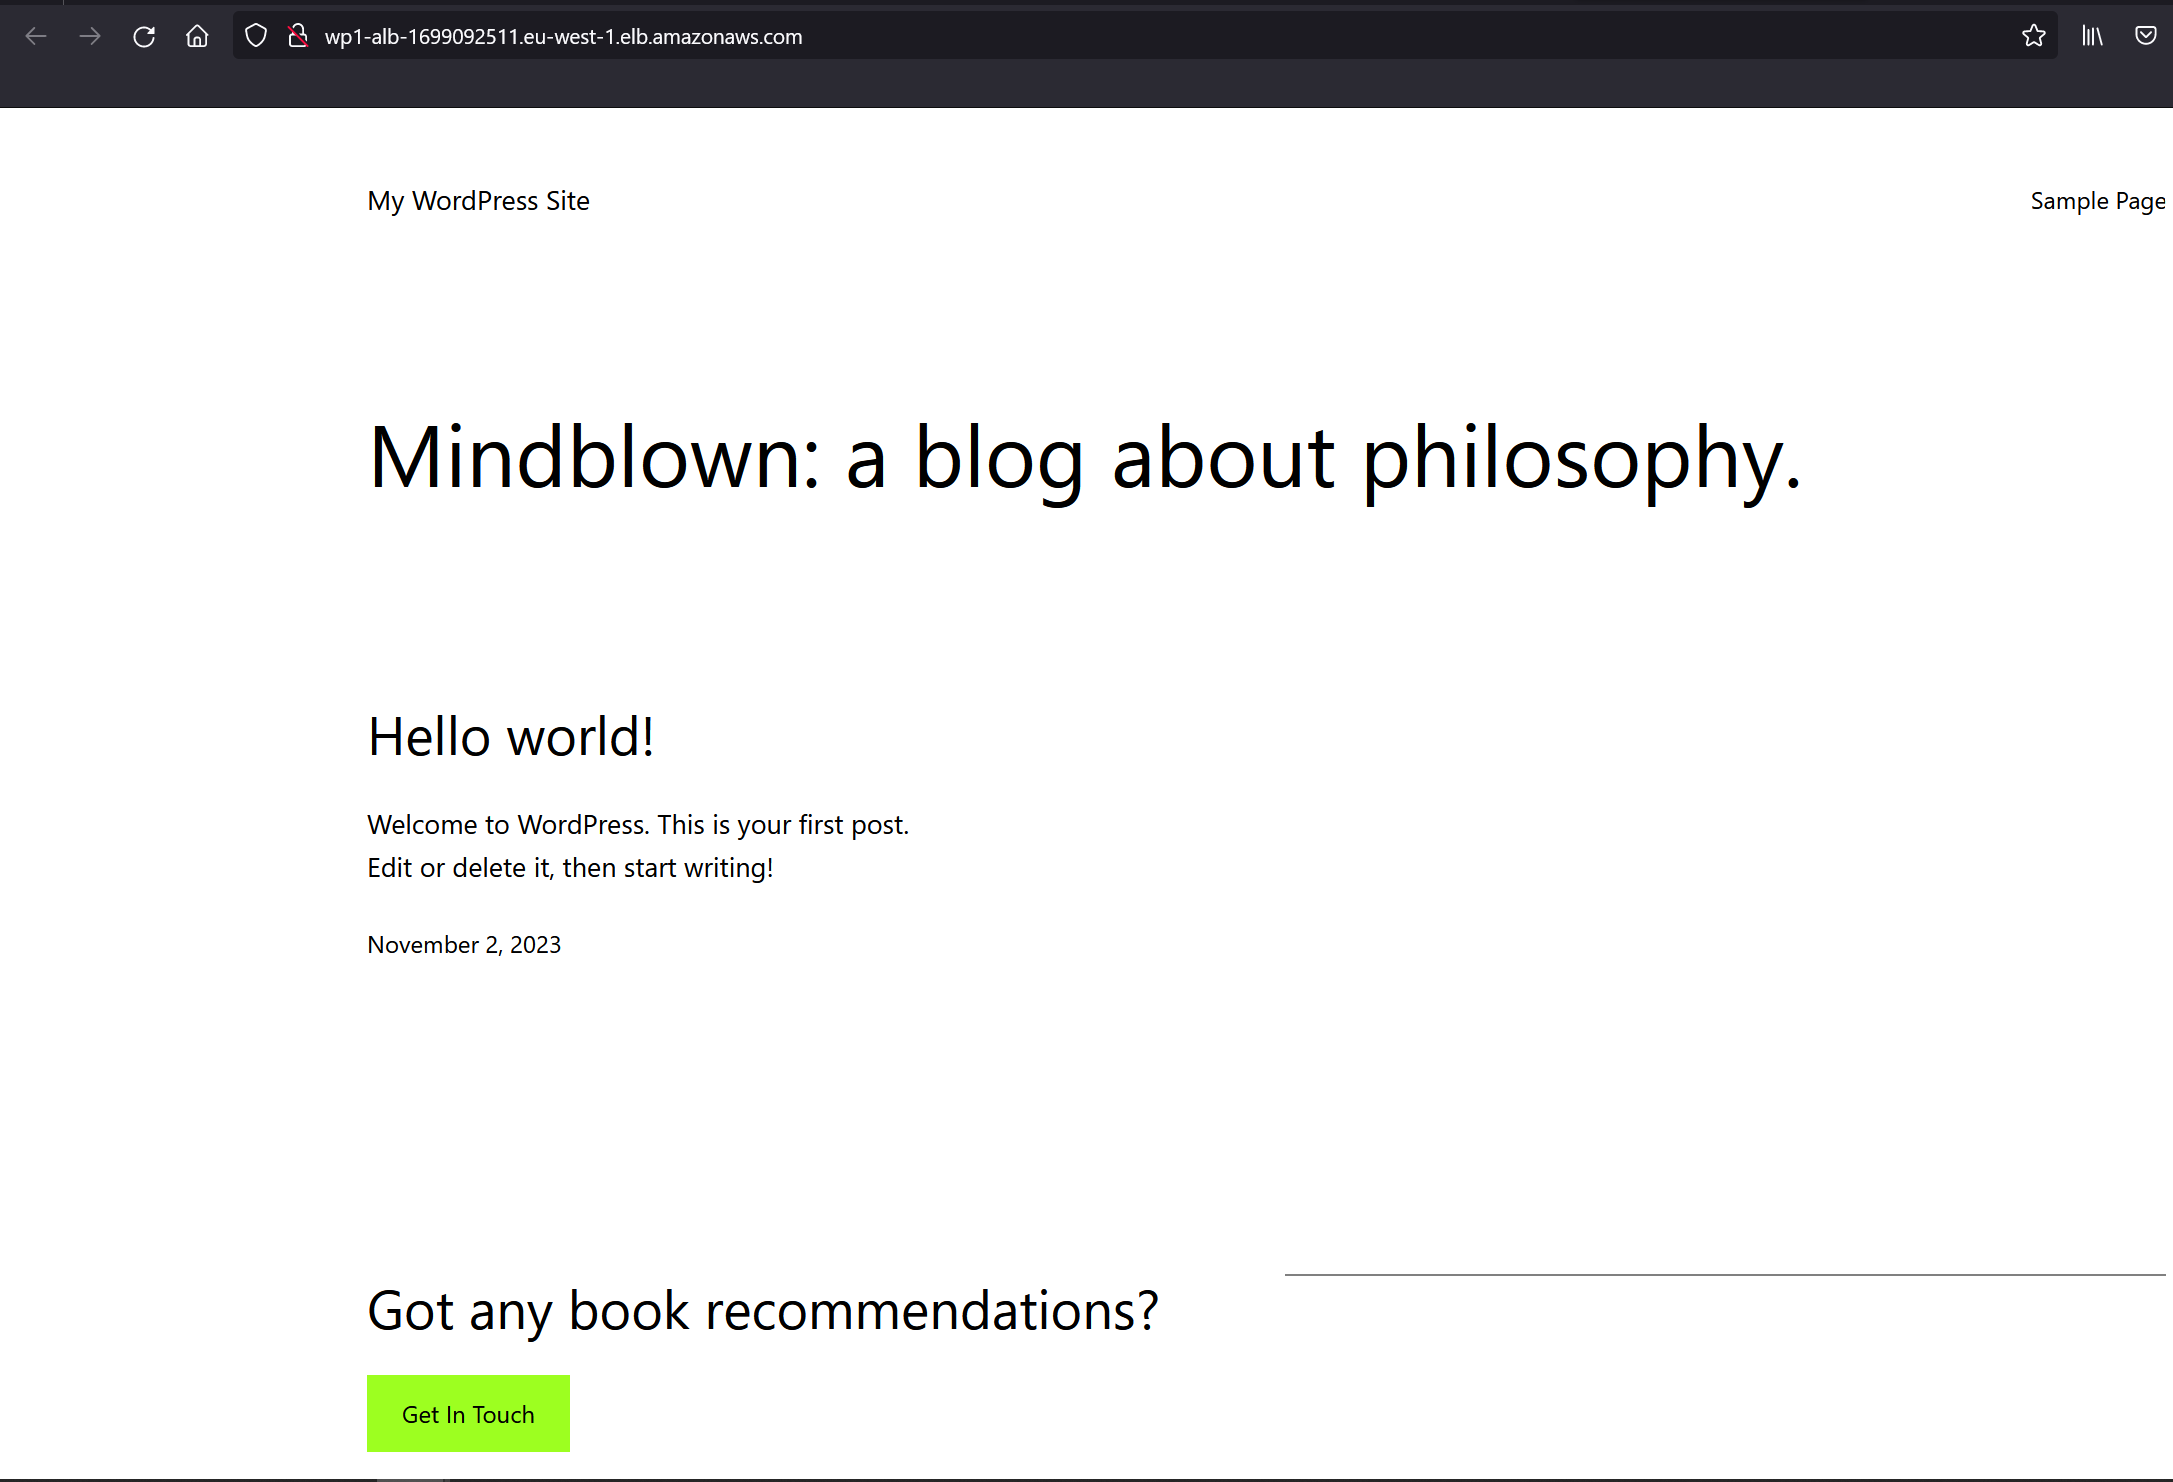 wp1-alb-1699092511.eu-west-1.elb.amazonaws.com
My WordPress Site
Sample Page
Mindblown: a blog about philosophy.
Hello world!
Welcome to WordPress. This is your first post.
Edit or delete it, then start writing!
November 2, 2023
Got any book recommendations?
Get In Touch